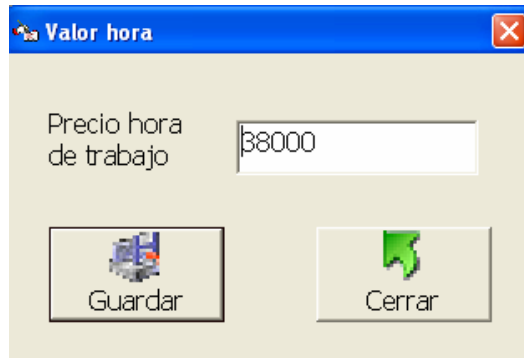 Valor hora
Precio hora
de trabajo
38000
Guardar
Cerrar